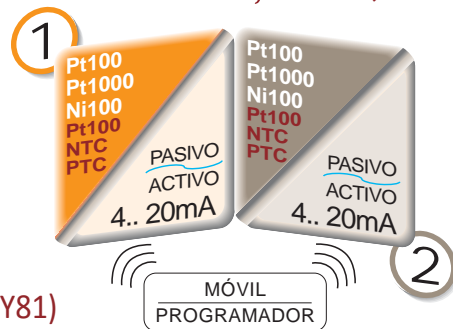 1
Pt100
Pt1000
Ni100
Pt100
NTC
PTC
PASIVO
ACTIVO
4.. 20mA
Pt100
Pt1000
Ni100
Pt100
NTC
PTC
PASIVO
ACTIVO
4.. 20mA
2
Y81)
MÓVIL
PROGRAMADOR